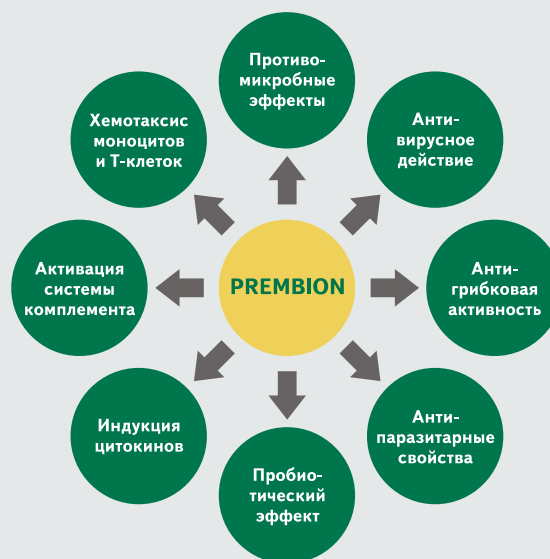 Противо-
микробные
эффекты
Хемотаксис
моноцитов
и Т-клеток
Анти-
вирусное
действие
Активация
системы
комплемента
PREMBION
Анти-
грибковая
активность
Индукция
цитокинов
Анти-
паразитарные
свойства
Пробио-
тический
эффект